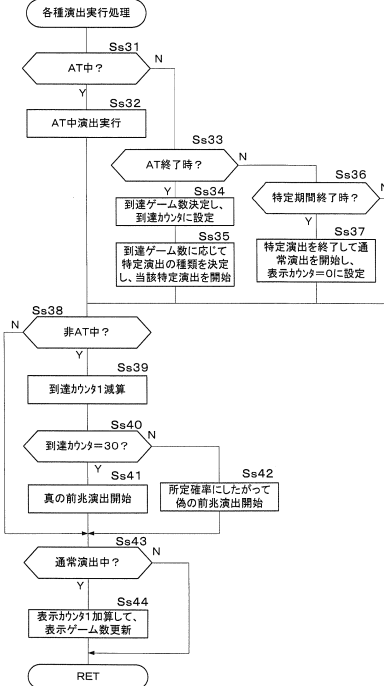 各種演出実行処理
Ss31
AT中?
N
Y
Ss32
AT中演出実行
Ss33
AT終了時?
N
Y
Ss34
到達ゲーム数決定し、
到達カウンタに設定
Ss35
到達ゲーム数に応じて
特定演出の種類を決定
し、当該特定演出を開始
Ss36
特定期間終了時?
N
Y
Ss37
特定演出を終了して通
常演出を開始し、
表示カウンタ=0に設定
Ss38
非AT中?
N
Y
Ss39
到達カウンタ1減算
Ss40
到達カウンタ=30?
N
Y
Ss41
真の前兆演出開始
Ss42
所定確率にしたがって
偽の前兆演出開始
Ss43
通常演出中?
N
Y
Ss44
表示カウンタ1加算して、
表示ゲーム数更新
RET